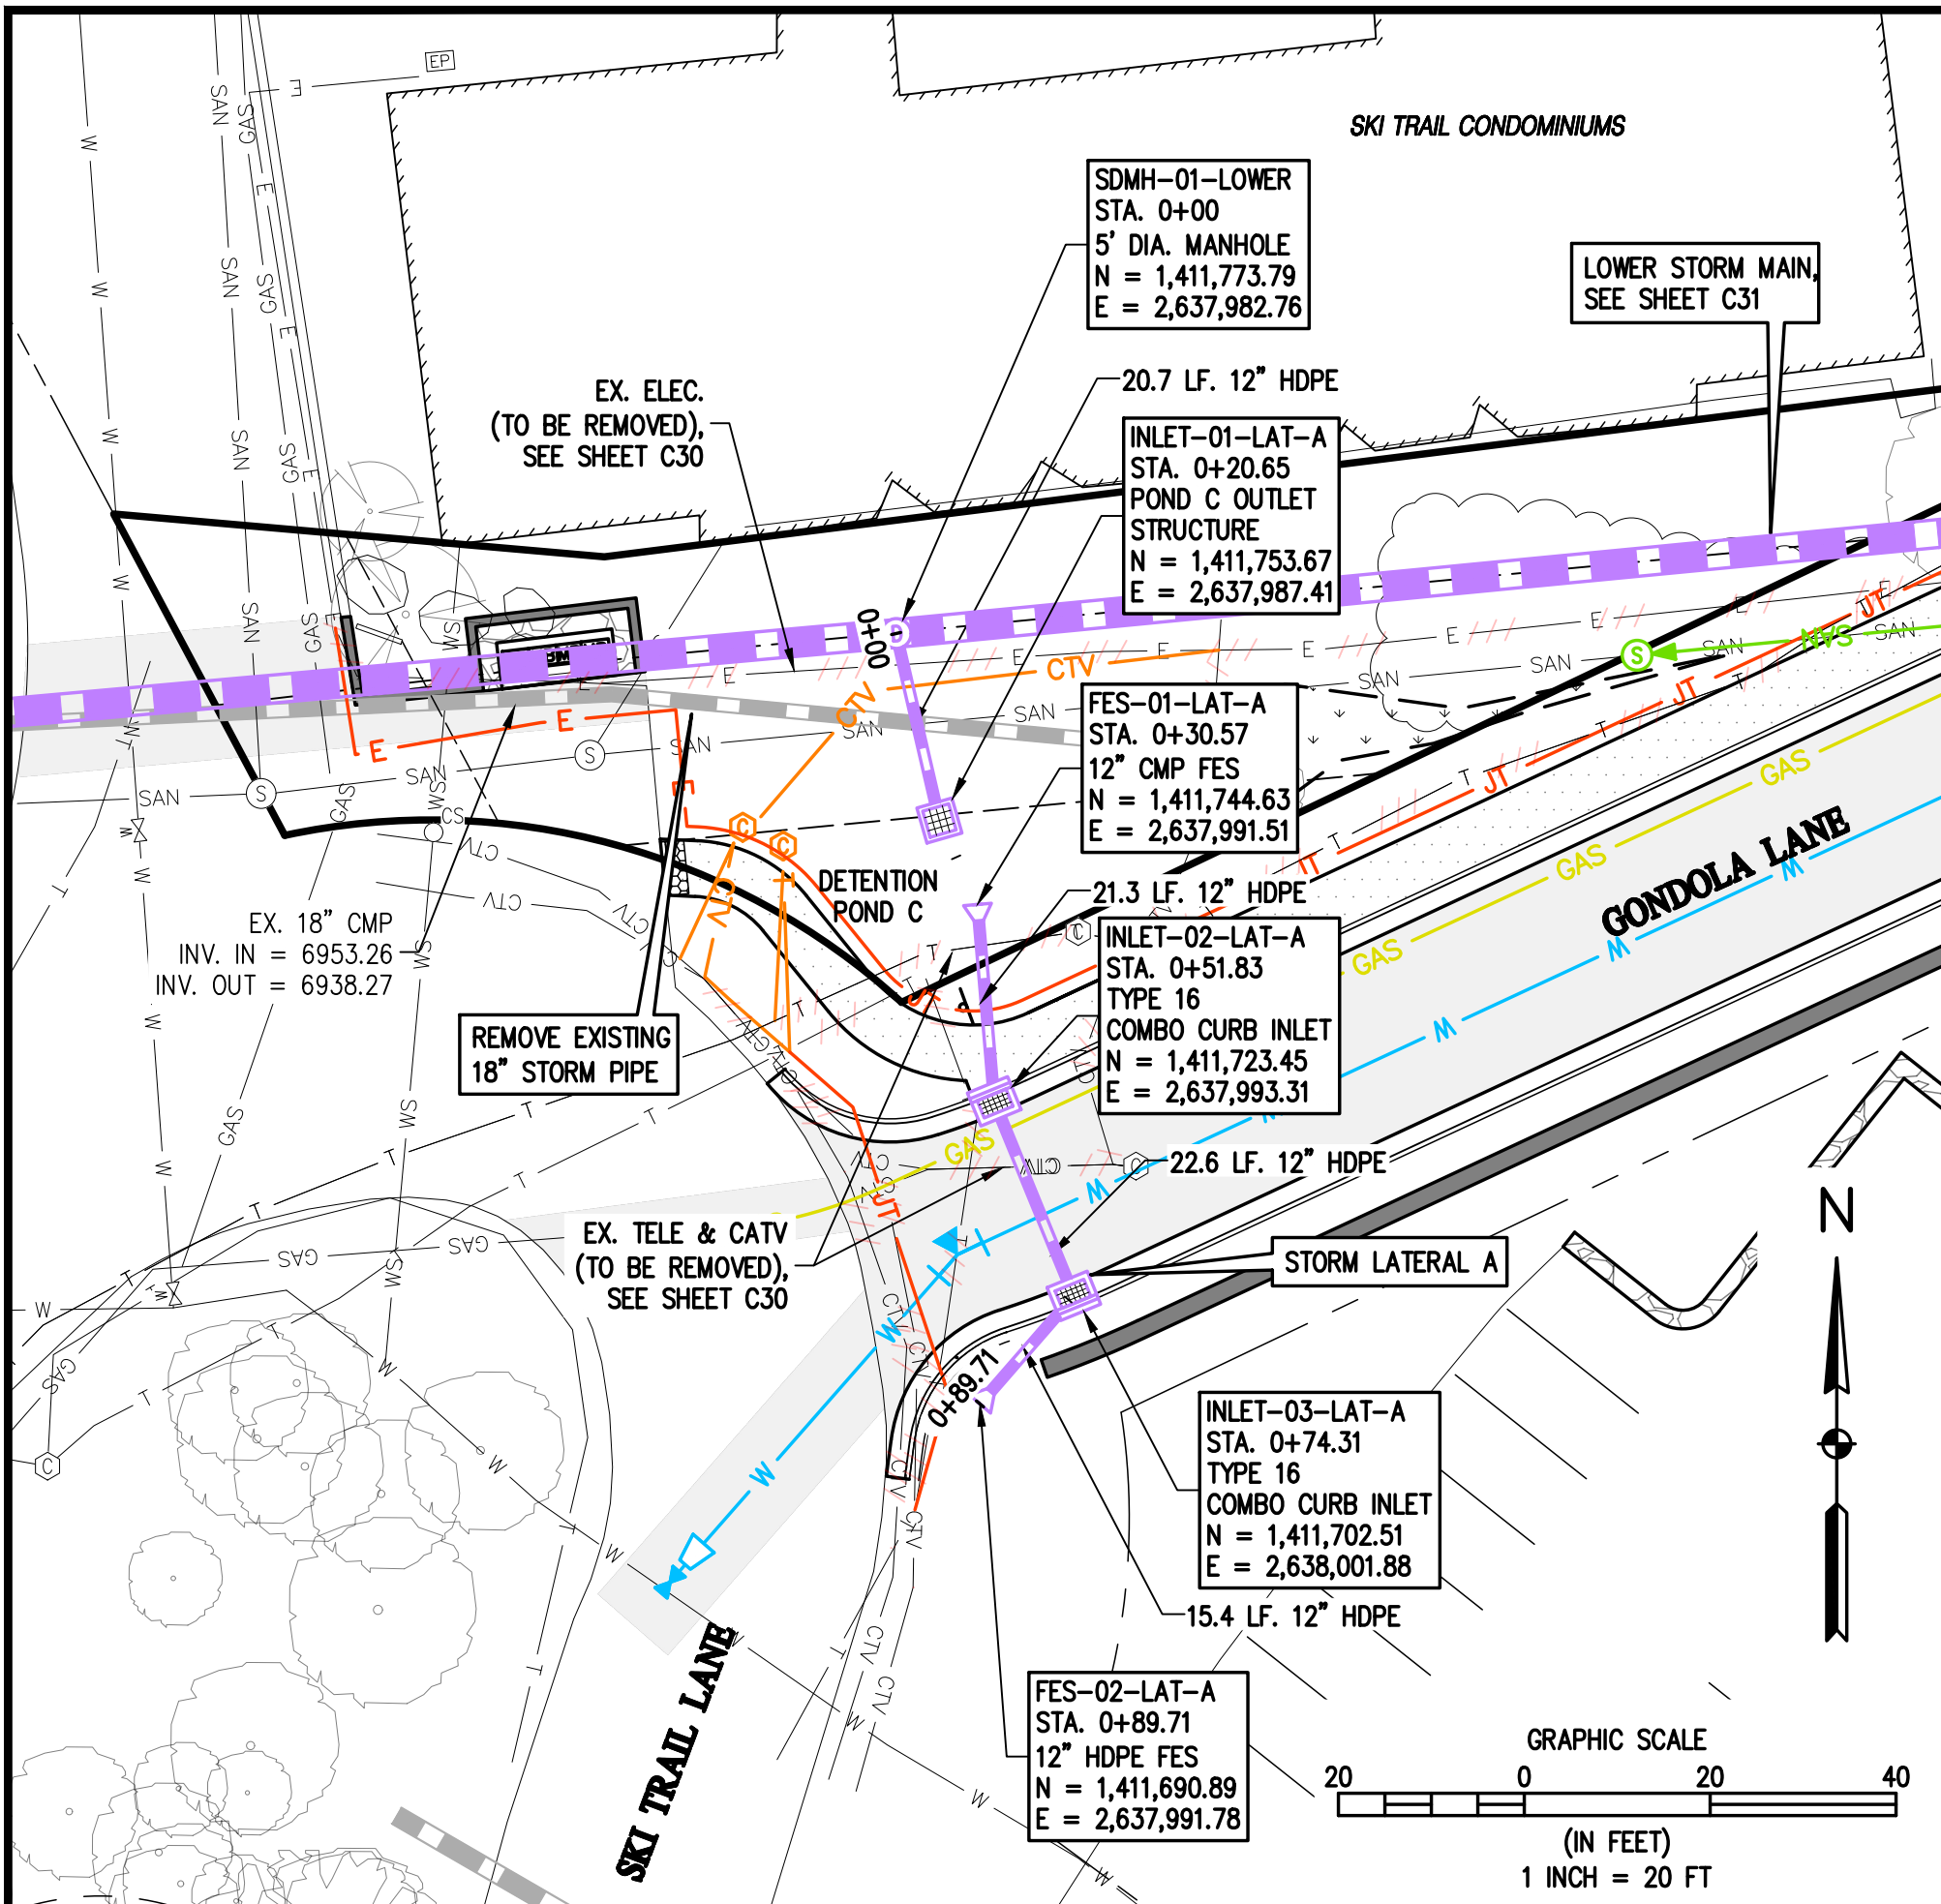 SKI TRAIL CONDOMINIUMS
EP
SDMH-01-LOWER
STA. 0+00
5' DIA. MANHOLE
N = 1,411,773.79
E = 2,637,982.76
LOWER STORM MAIN,
SEE SHEET C31
20.7 LF. 12" HDPE
EX. ELEC.
(TO BE REMOVED),
SEE SHEET C30
INLET-01-LAT-A
STA. 0+20.65
POND C OUTLET
STRUCTURE
N = 1,411,753.67
E = 2,637,987.41
0+00
FES-01-LAT-A
STA. 0+30.57
12" CMP FES
N = 1,411,744.63
E = 2,637,991.51
DETENTION
POND C
21.3 LF. 12" HDPE
GONDOLA LANE
EX. 18" CMP
INV. IN = 6953.26
INV. OUT = 6938.27
INLET-02-LAT-A
STA. 0+51.83
TYPE 16
COMBO CURB INLET
N = 1,411,723.45
E = 2,637,993.31
REMOVE EXISTING
18" STORM PIPE
22.6 LF. 12" HDPE
N
EX. TELE & CATV
(TO BE REMOVED),
SEE SHEET C30
STORM LATERAL A
0+89.71
INLET-03-LAT-A
STA. 0+74.31
TYPE 16
COMBO CURB INLET
N = 1,411,702.51
E = 2,638,001.88
15.4 LF. 12" HDPE
SKI TRAIL LANE
FES-02-LAT-A
STA. 0+89.71
12" HDPE FES
N = 1,411,690.89
E = 2,637,991.78
GRAPHIC SCALE
20 0 20 40
(IN FEET)
1 INCH = 20 FT